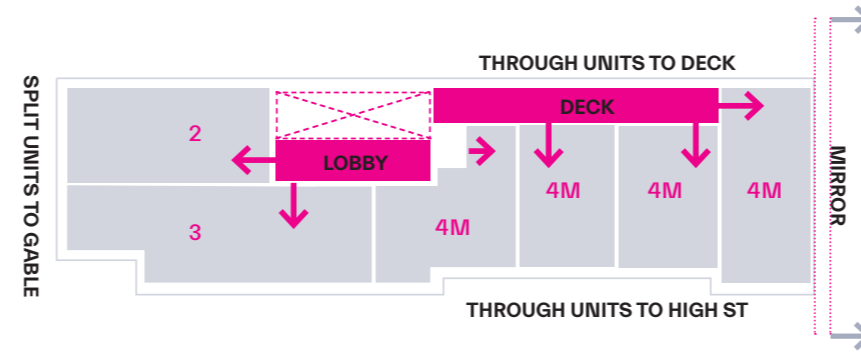 THROUGH UNITS TO DECK
SPLIT UNITS TO GABLE
DECK
2
LOBBY
4M
4M
4M
3
4M
MIRROR
THROUGH UNITS TO HIGH ST